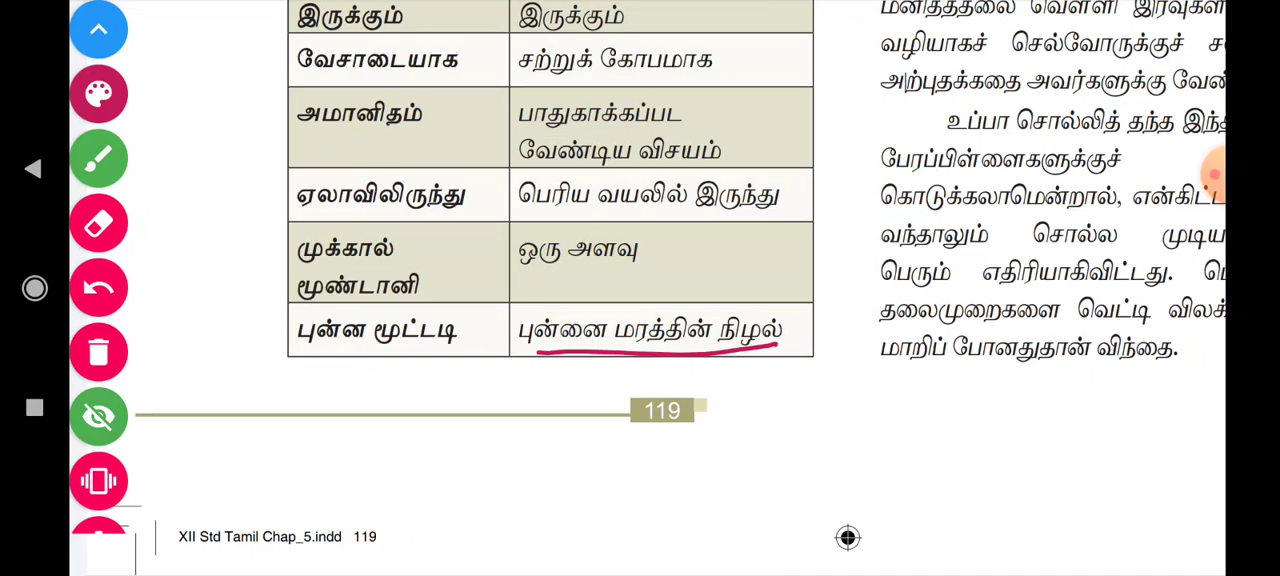 இருக்கும் இருக்கும்
வேசாடையாக சற்றுக் கோபமாக
அமானிதம் பாதுகாக்கப்பட
வேண்டிய விசயம்
ஏலாவிலிருந்து பெரிய வயலில் இருந்து
முக்கால் ஒரு அளவு
மூண்டானி
புன்ன மூட்டடி புன்னை மரத்தின் நிழல்
119
வழியாகச் செல்வோருக்குச்
அற்புதக்கதை அவர்களுக்கு
உப்பா சொல்லித் தந்த
பேரப்பிள்ளைகளுக்குச்
கொடுக்கலாமென்றால்,
வந்தாலும் சொல்ல
பெரும் எதிரியாகிவிட்டது.
தலைமுறைகளை வெட்டி
மாறிப் போனதுதான் விந்தை.
XII Std Tamil Chap_5.indd 119